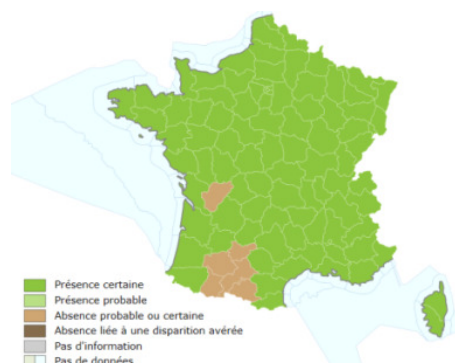 Présence certaine
Présence probable
Absence probable ou certaine
Absence liée à une disparition avérée
Pas d'information
Pas de données